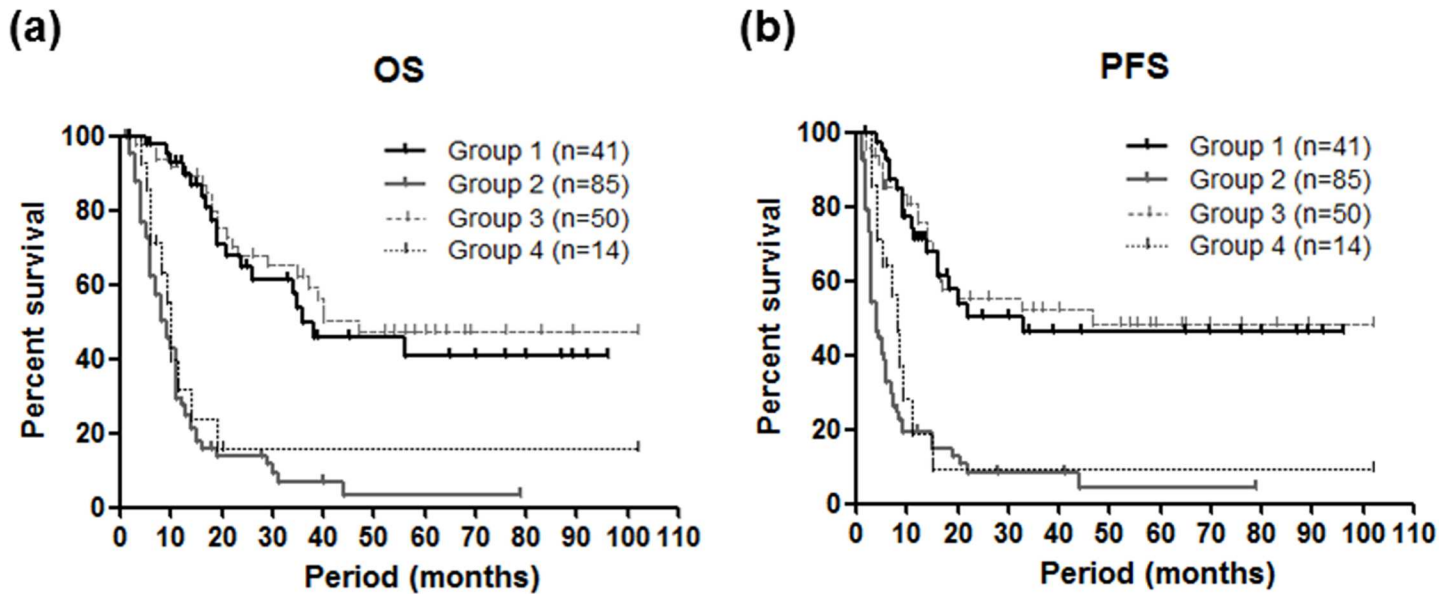 (a)
OS
Percent survival
100
80
60
40
20
0
Group 1 (n=41)
Group 2 (n=85)
Group 3 (n=50)
Group 4 (n=14)
0 10 20 30 40 50 60 70 80 90 100 110
Period (months)
(b)
PFS
Percent survival
100
80
60
40
20
0
Group 1 (n=41)
Group 2 (n=85)
Group 3 (n=50)
Group 4 (n=14)
0 10 20 30 40 50 60 70 80 90 100 110
Period (months)